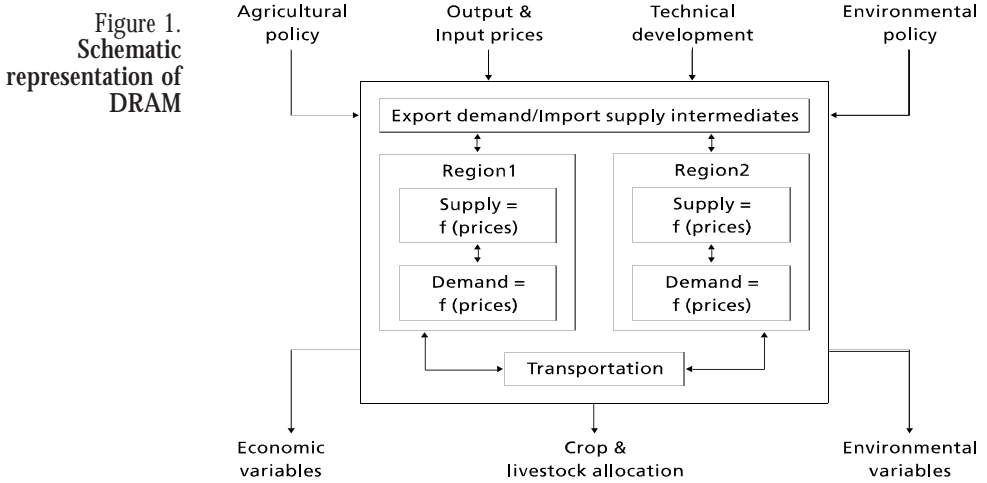 Figure 1.
Schematic
representation of
DRAM
Agricultural
policy
Output &
Input prices
Technical
development
Environmental
policy
Export demand/Import supply intermediates
Region1
Supply =
f (prices)
Demand =
f (prices)
Region2
Supply =
f (prices)
Demand =
f (prices)
Transportation
Economic
variables
Crop &
livestock allocation
Environmental
variables